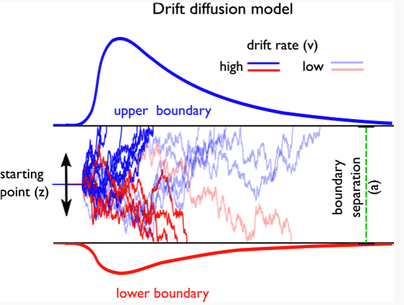 Drift diffusion model
drift rate (v)
high
low
upper boundary
starting
point (z)
boundary
separation
(a)
lower boundary